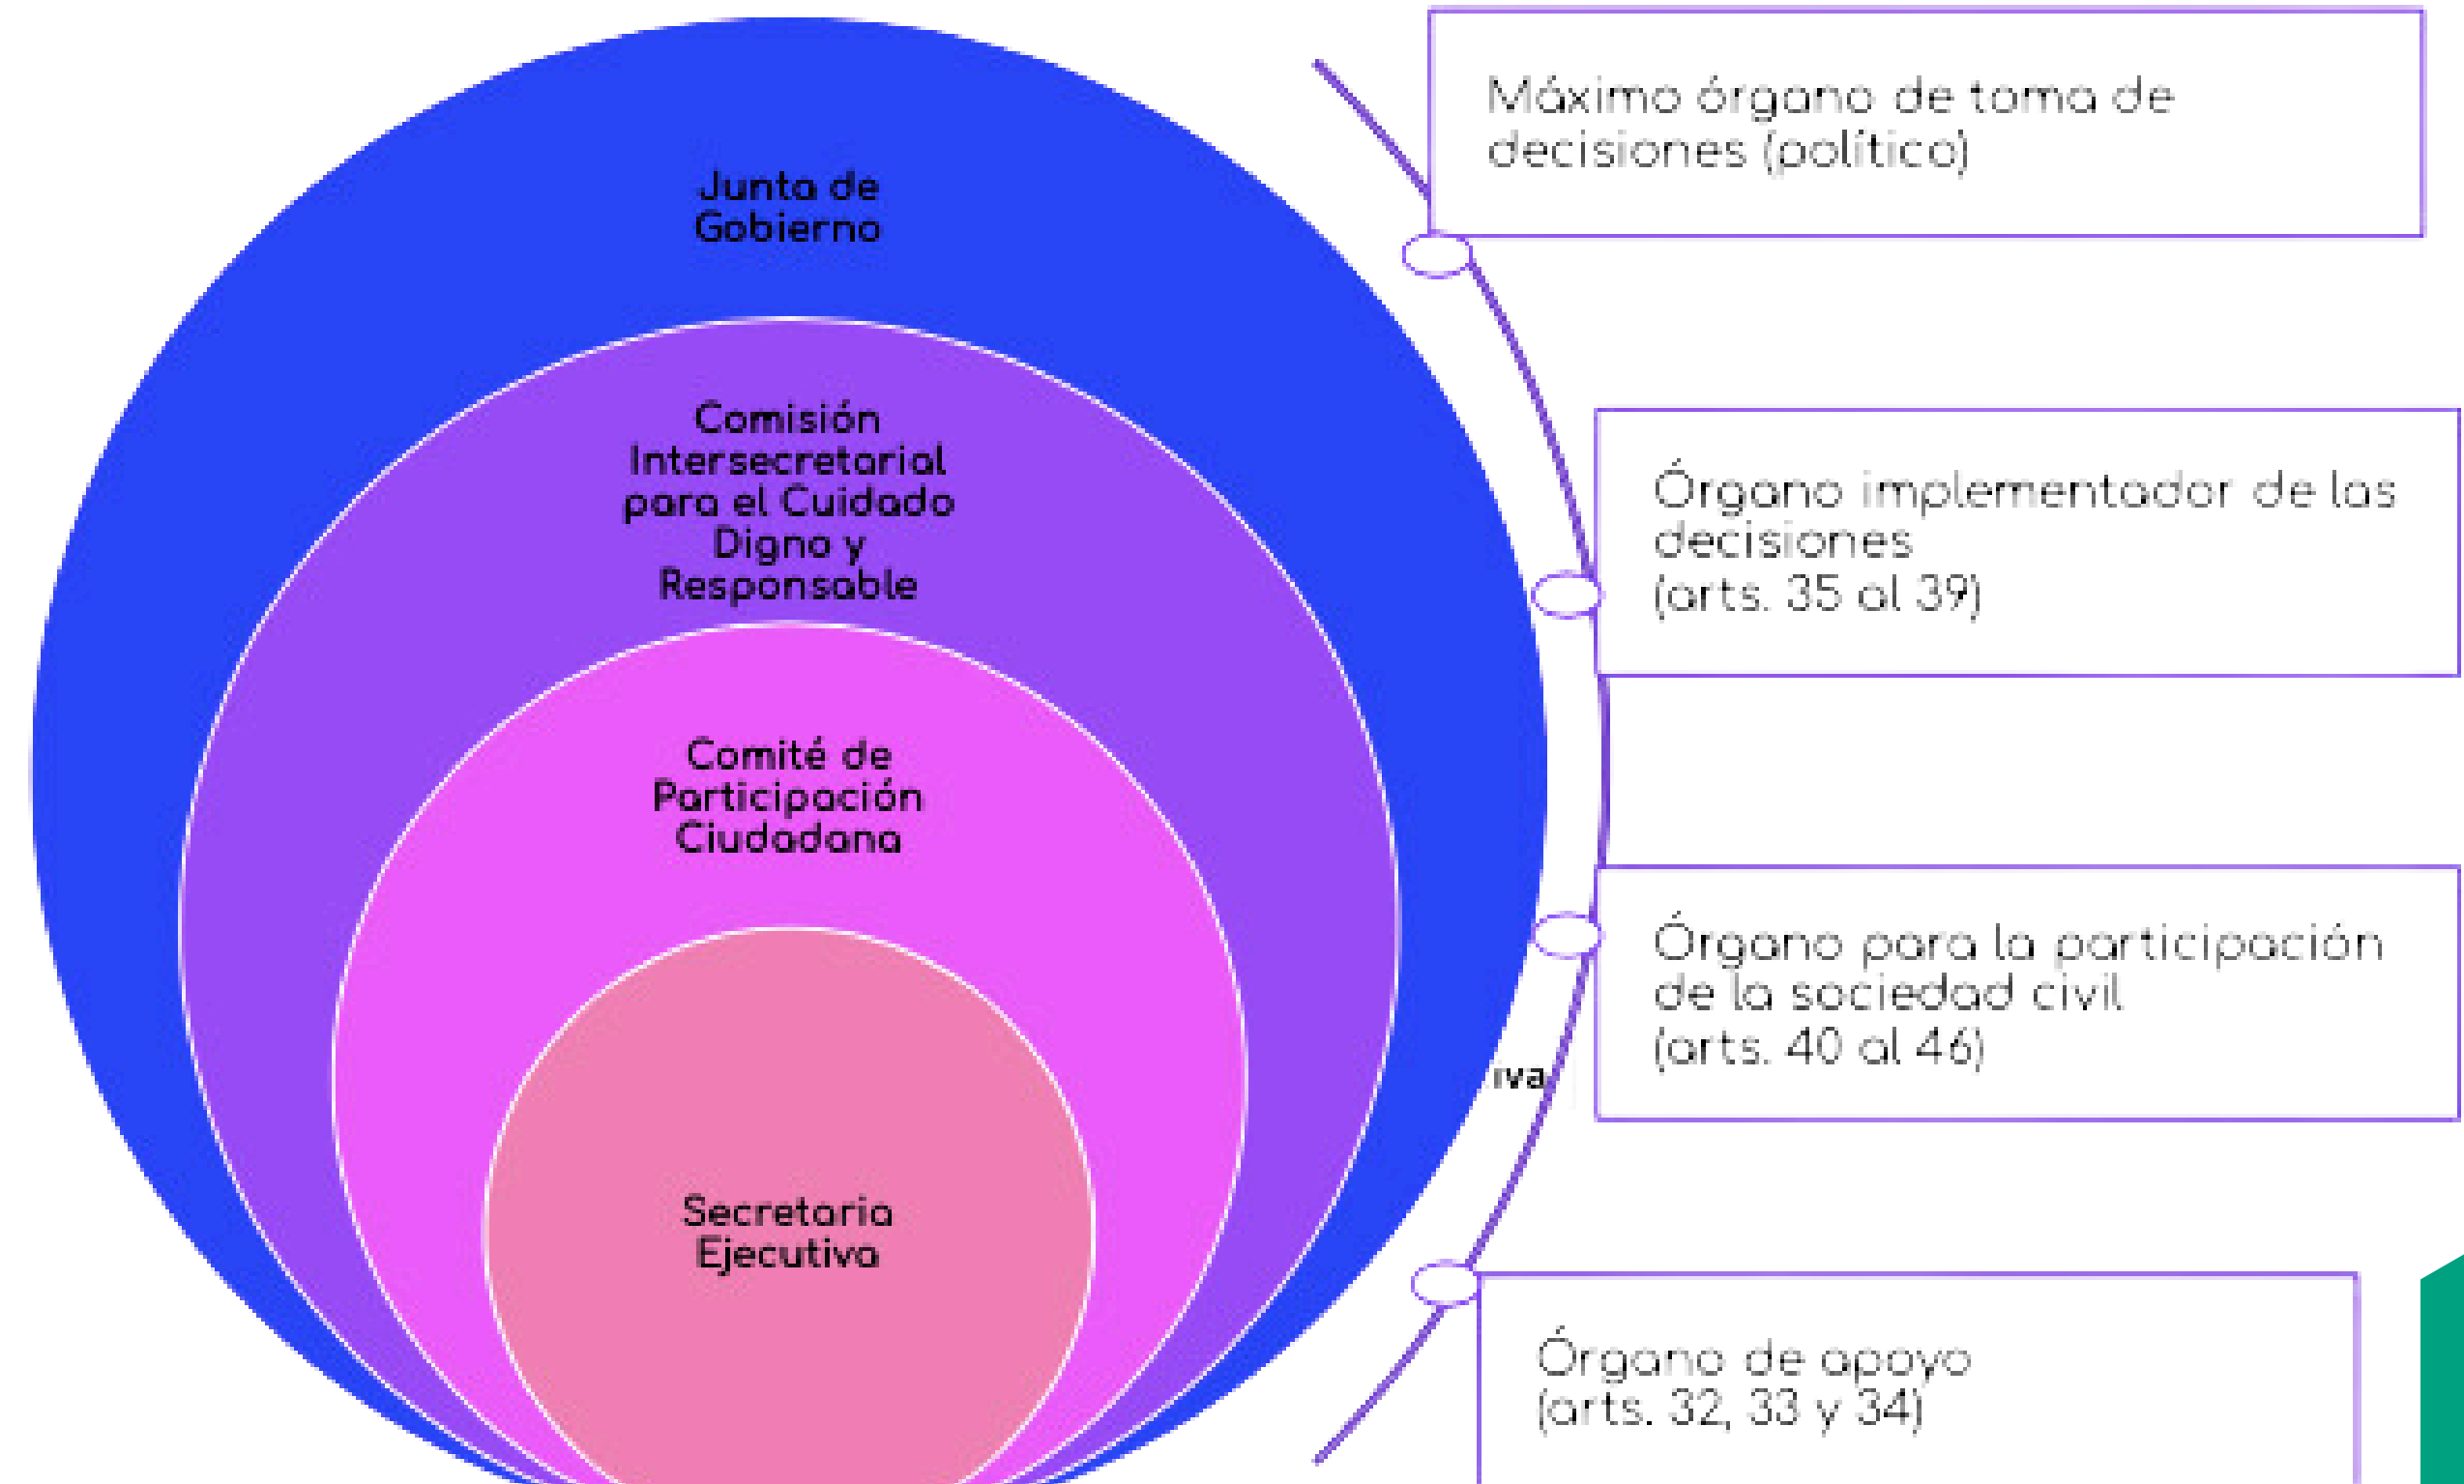 Junta de
Gobierno
Comisión
Intersecretarial
para el Cuidado
Digno y
Responsable
Comité de
Participación
Ciudadana
Secretaria
Ejecutiva
Máximo órgano de toma de
decisiones (político)
Órgano implementador de las
decisiones
(arts. 35 al 39)
Órgano para la participación
de la sociedad civil
(arts. 40 al 46)
iva
Órgano de apoyo
(arts. 32, 33 y 34)